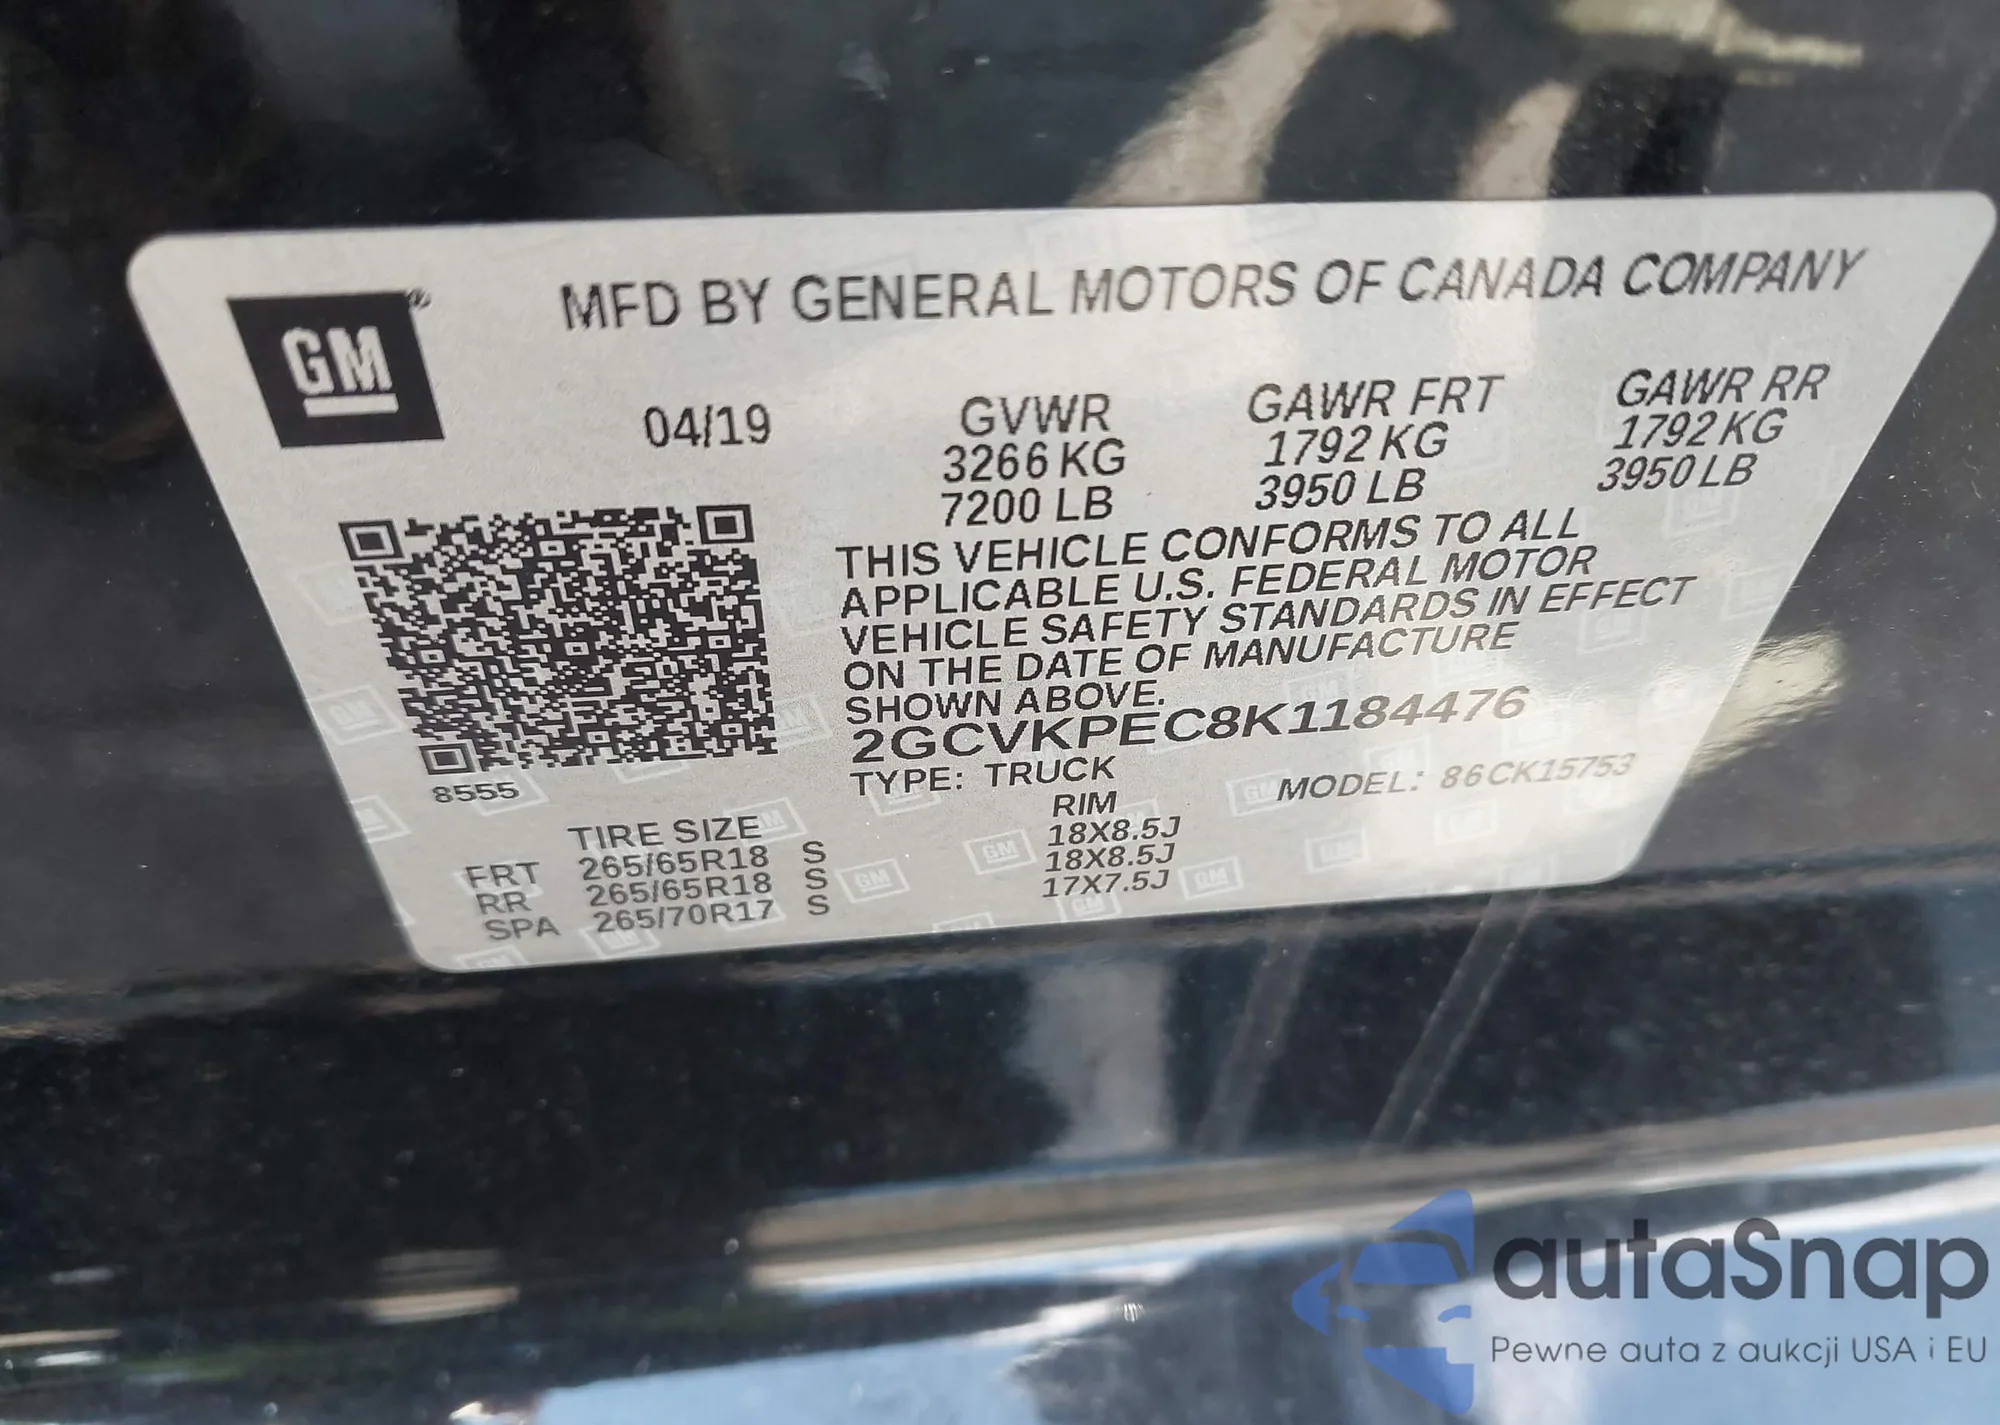 GM®
MFD BY GENERAL MOTORS OF CANADA COMPANY
04/19
GVWR
3266 KG
7200 LB
GAWR FRT
1792 KG
3950 LB
GAWR RR
1792 KG
3950 LB
THIS VEHICLE CONFORMS TO ALL
APPLICABLE U.S. FEDERAL MOTOR
VEHICLE SAFETY STANDARDS IN EFFECT
ON THE DATE OF MANUFACTURE
SHOWN ABOVE.
2GCVKPEC8K1184476
TYPE: TRUCK
MODEL: 86CK15753
8555
TIRE SIZE RIM
FRT 265/65R18 S 18X8.5J
RR 265/65R18 S 18X8.5J
SPA 265/70R17 S 17X7.5J
autaSnap
Pewne auta z aukcji USA i EU